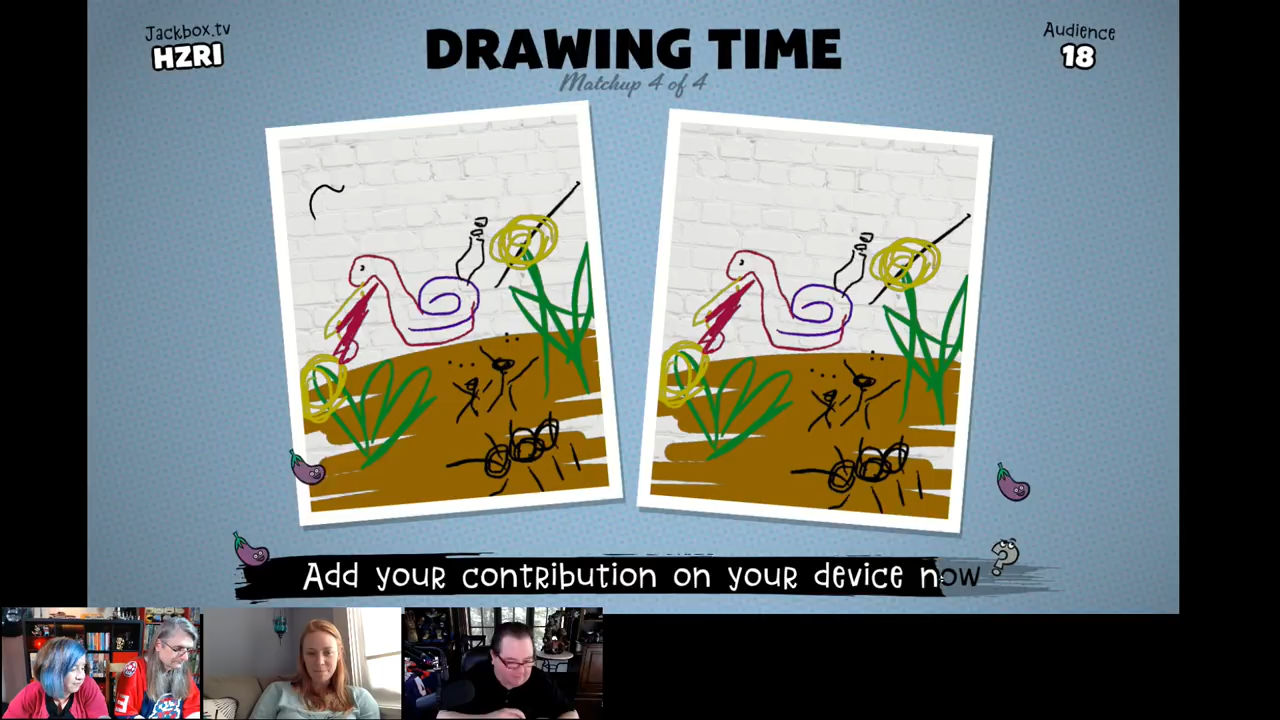 Jackbox.tv
HZRI
DRAWING TIME
Matchup 4 of 4
Audience
18
Add your contribution on your device now